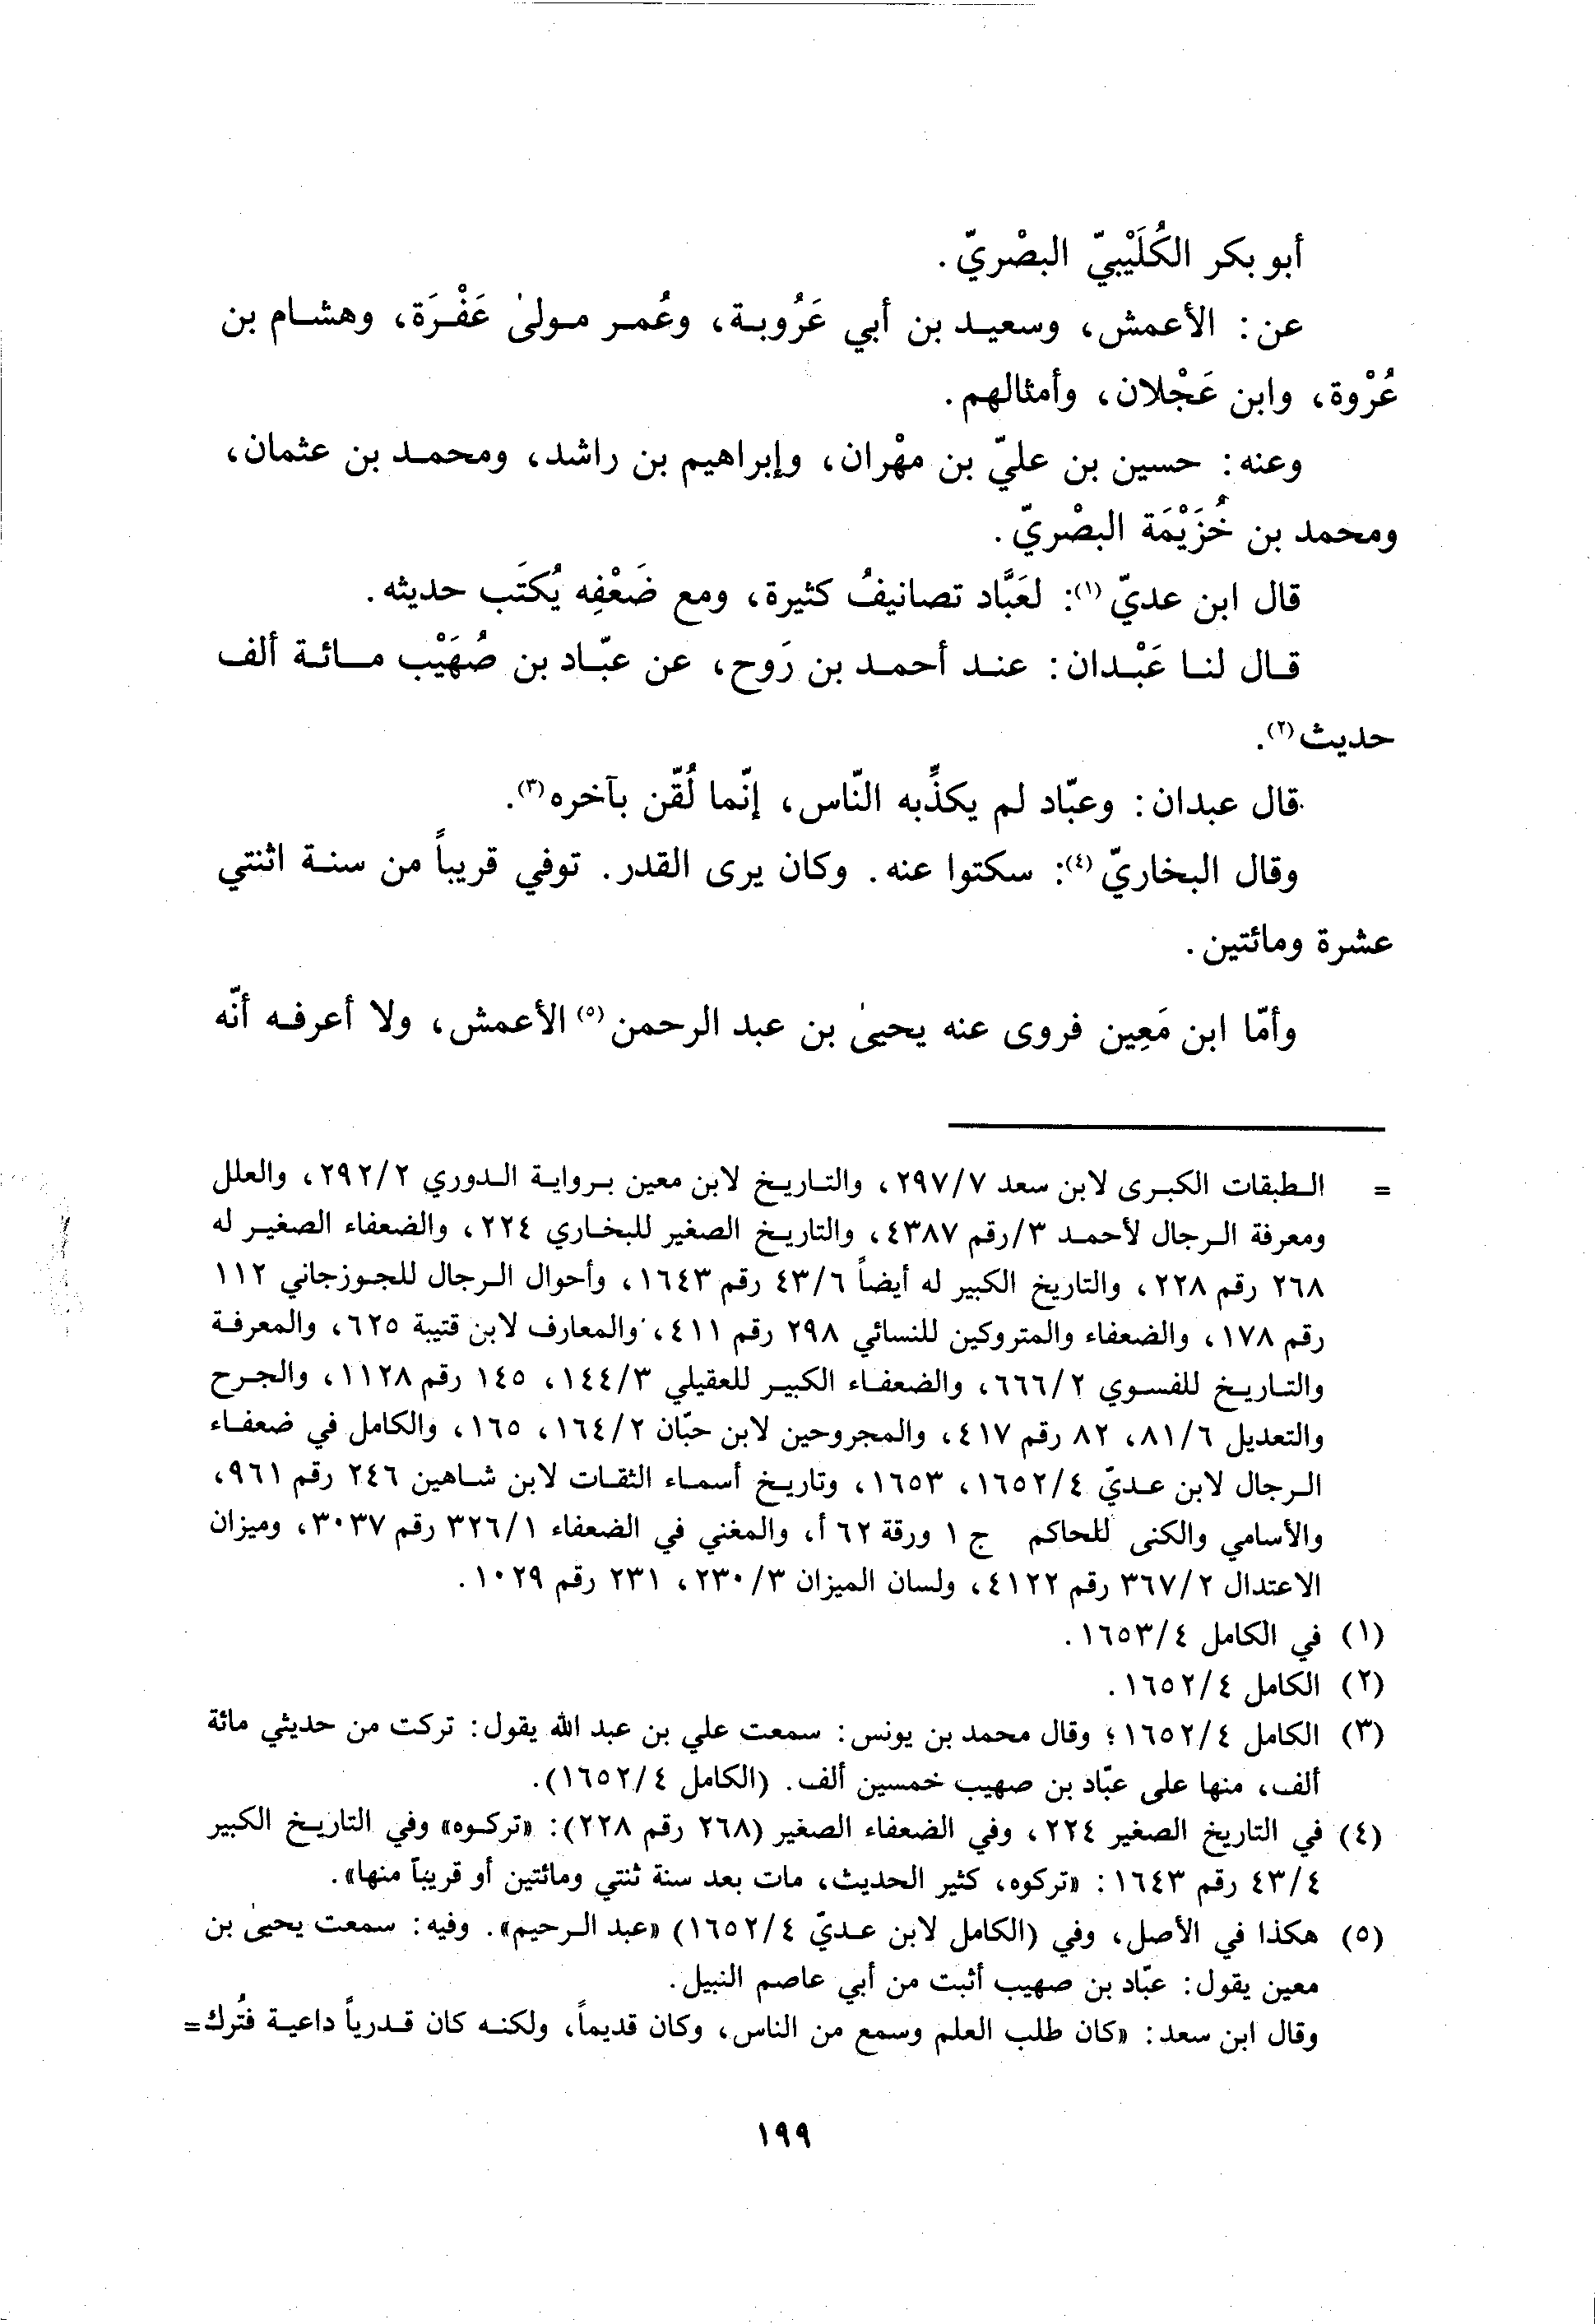 أبو بكر الكُلَيْبيّ البصْريّ.
عن: الأعمش، وسعيد بن أبي عَرُوبة، وعُمر مولىٰ عَفْرَة، وهشام بن
عُرْوة، وابن عَجْلان، وأمثالهم.
وعنه: حسين بن عليّ بن مهْران، وإبراهيم بن راشد، ومحمد بن عثمان،
ومحمد بن خُزَيْمَة البصْريّ.
قال ابن عديّ(١): لعَبَّاد تصانيفُ كثيرة، ومع ضَعْفِه يُكتَب حديثه.
قال لنا عَبْدان: عند أحمد بن رَوح، عن عبّاد بن صُهَيْب مائة ألف
حديث(٢).
قال عبدان: وعبّاد لم يكذِّبه النّاس، إنّما لُقّن بآخره(٣).
وقال البخاريّ(٤): سكتوا عنه. وكان يرى القدر. توفي قريباً من سنة اثنتي
عشرة ومائتين.
وأمّا ابن مَعِين فروى عنه يحيىٰ بن عبد الرحمن(٥) الأعمش، ولا أعرفه أنّه
= الطبقات الكبرى لابن سعد ٢٩٧/٧، والتاريخ لابن معين برواية الدوري ٢٩٢/٢، والعلل
ومعرفة الرجال لأحمد ٣/رقم ٤٣٨٧، والتاريخ الصغير للبخاري ٢٢٤، والضعفاء الصغير له
٢٦٨ رقم ٢٢٨، والتاريخ الكبير له أيضاً ٤٣/٦ رقم ١٦٤٣، وأحوال الرجال للجوزجاني ١١٢
رقم ١٧٨، والضعفاء والمتروكين للنسائي ٢٩٨ رقم ٤١١، والمعارف لابن قتيبة ٦٢٥، والمعرفة
والتاريخ للفسوي ٦٦٦/٢، والضعفاء الكبير للعقيلي ١٤٤/٣، ١٤٥ رقم ١١٢٨، والجرح
والتعديل ٨١/٦، ٨٢ رقم ٤١٧، والمجروحين لابن حبّان ١٦٤/٢، ١٦٥، والكامل في ضعفاء
الرجال لابن عديّ ١٦٥٢/٤، ١٦٥٣، وتاريخ أسماء الثقات لابن شاهين ٢٤٦ رقم ٩٦١،
والأسامي والكنى للحاكم ج ١ ورقة ٦٢ أ، والمغني في الضعفاء ٣٢٦/١ رقم ٣٠٣٧، وميزان
الاعتدال ٣٦٧/٢ رقم ٤١٢٢، ولسان الميزان ٢٣٠/٣، ٢٣١ رقم ١٠٢٩.
(١) في الكامل ١٦٥٣/٤.
(٢) الكامل ١٦٥٢/٤.
(٣) الكامل ١٦٥٢/٤؛ وقال محمد بن يونس: سمعت علي بن عبد الله يقول: تركت من حديثي مائة
ألف، منها على عبّاد بن صهيب خمسين ألف. (الكامل ١٦٥٢/٤).
(٤) في التاريخ الصغير ٢٢٤، وفي الضعفاء الصغير (٢٦٨ رقم ٢٢٨): «تركوه» وفي التاريخ الكبير
٤٣/٤ رقم ١٦٤٣: «تركوه، كثير الحديث، مات بعد سنة ثنتي ومائتين أو قريباً منها».
(٥) هكذا في الأصل، وفي (الكامل لابن عديّ ١٦٥٢/٤) «عبد الرحيم». وفيه: سمعت يحيىٰ بن
معين يقول: عبّاد بن صهيب أثبت من أبي عاصم النبيل.
وقال ابن سعد: «كان طلب العلم وسمع من الناس، وكان قديماً، ولكنه كان قدرياً داعية فتُرك=
١٩٩